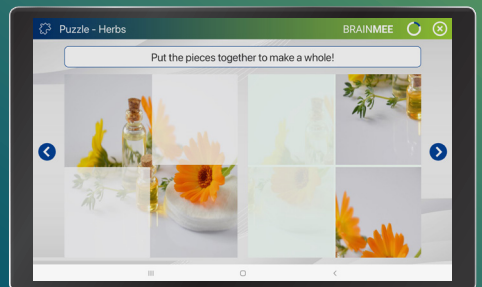 Puzzle - Herbs
BRAINMEE
Put the pieces together to make a whole!